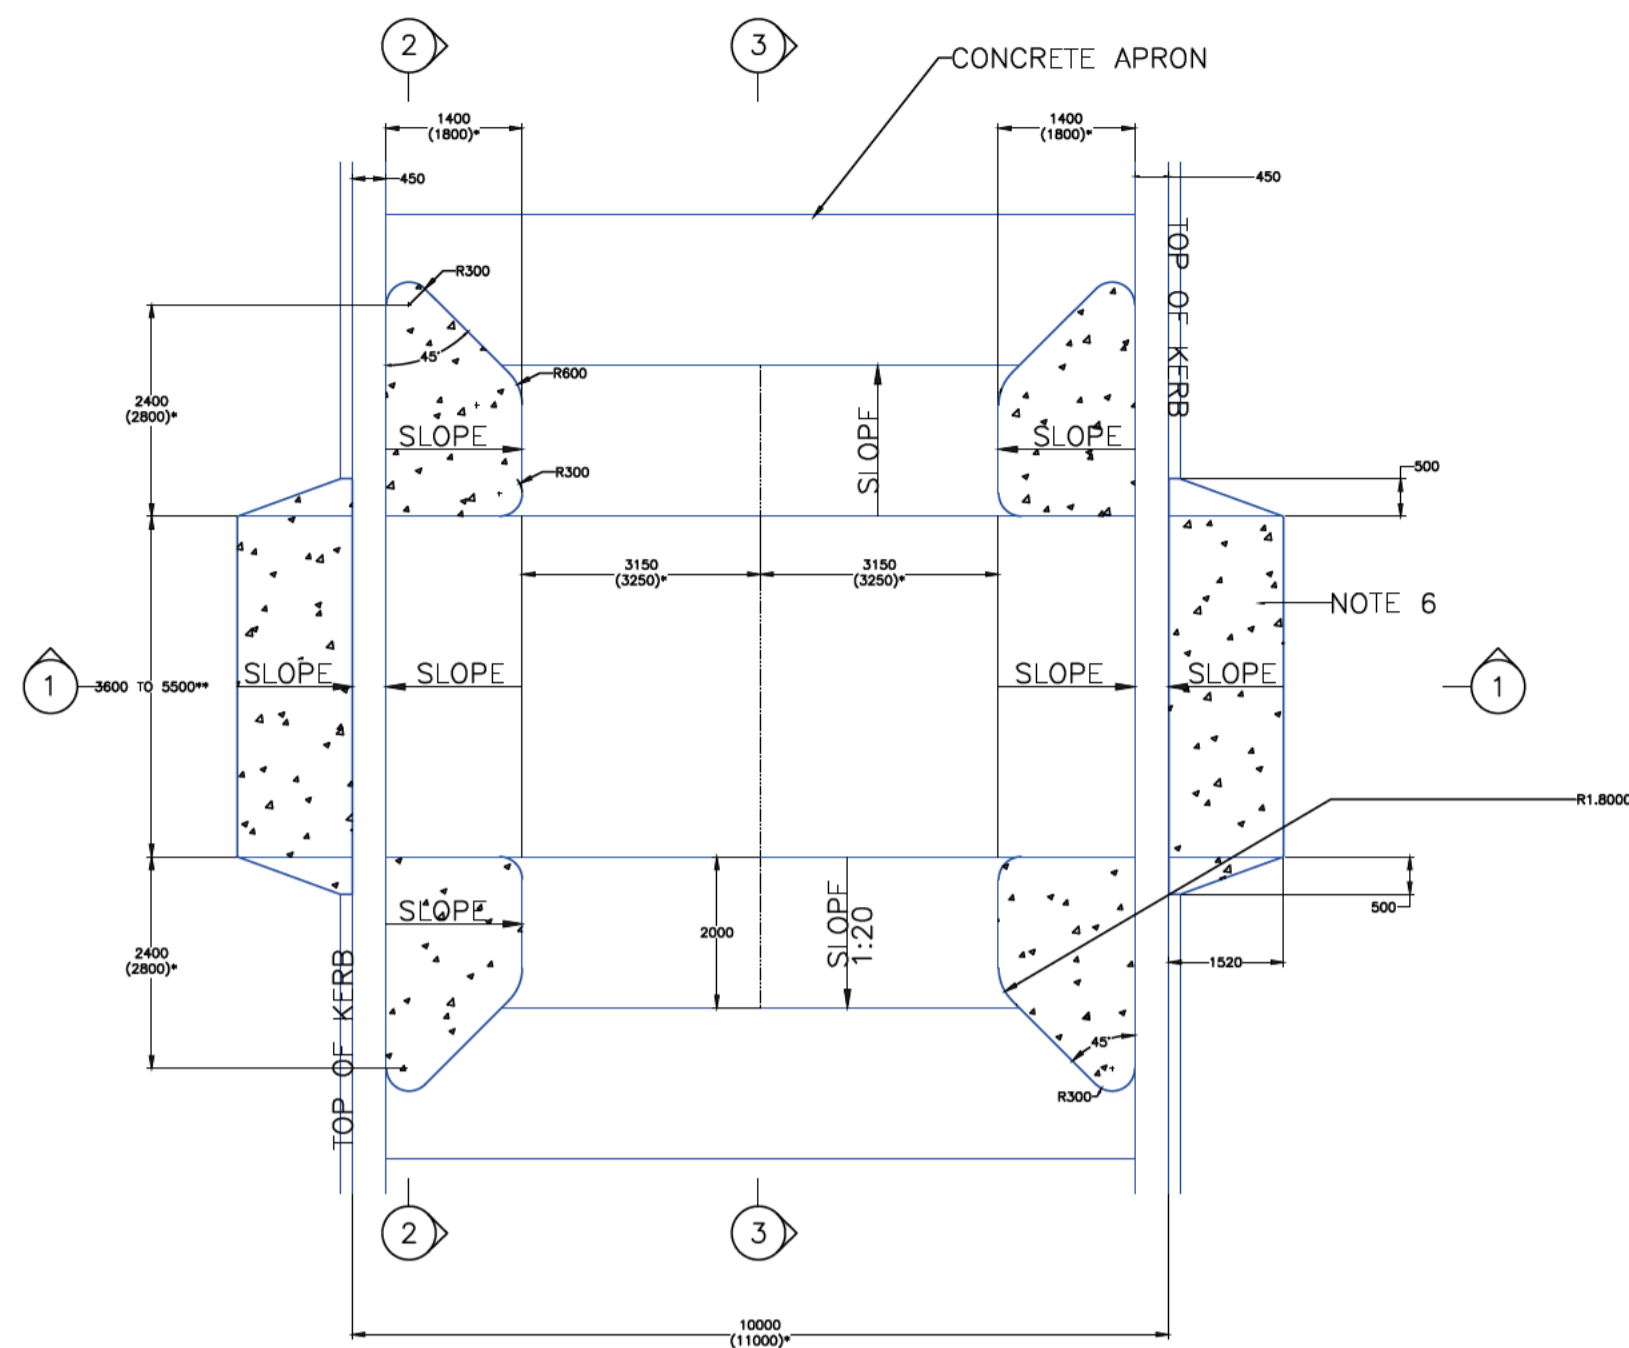 2
3
CONCRETE APRON
1400
(1800)*
1400
(1800)*
450
450
TOP OF KERB
R300
45°
R600
2400
(2800)*
SLOPE
SLOPE
SLOPE
R300
500
3150
(3250)*
3150
(3250)*
NOTE 6
1
3600 TO 5500**
SLOPE
SLOPE
SLOPE
SLOPE
1
R1.8000
SLOPE
2000
SLOPE
1:20
500
2400
(2800)*
1520
TOP OF KERB
45°
R300
2
3
10000
(11000)*